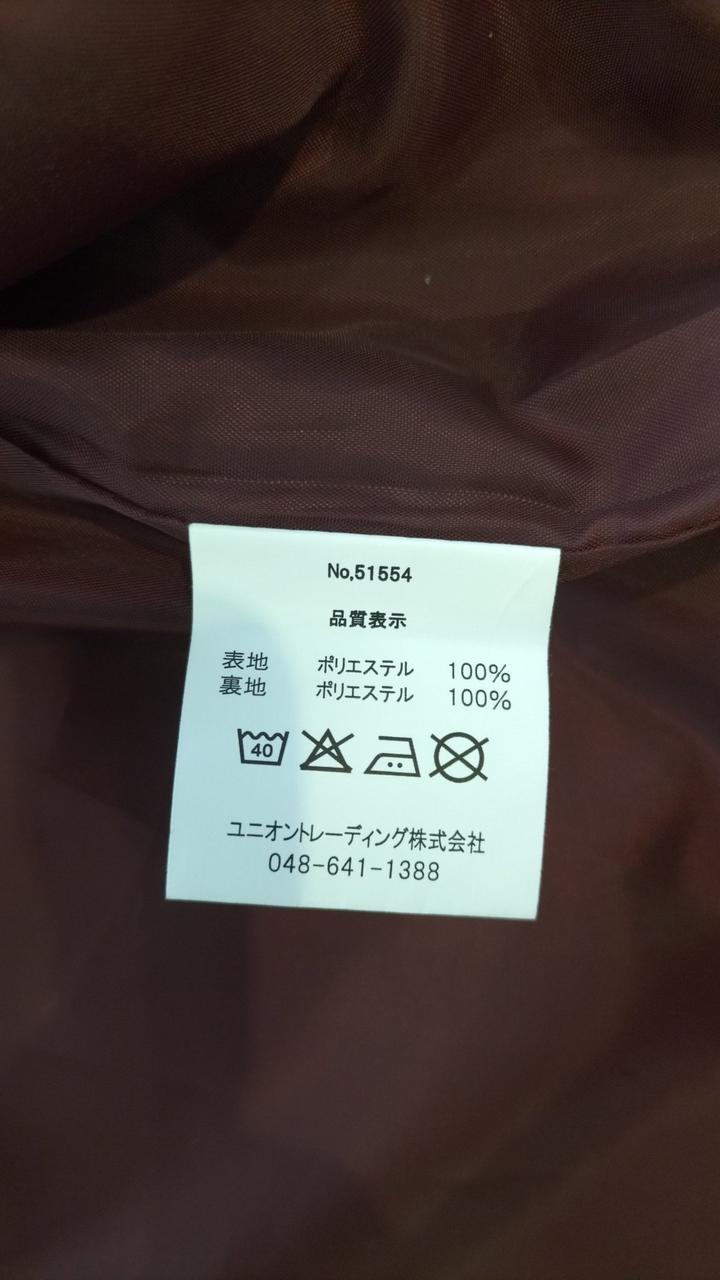 No,51554
品質表示
表地 ポリエステル 100%
裏地 ポリエステル 100%
40
ユニオントレーディング株式会社
048-641-1388